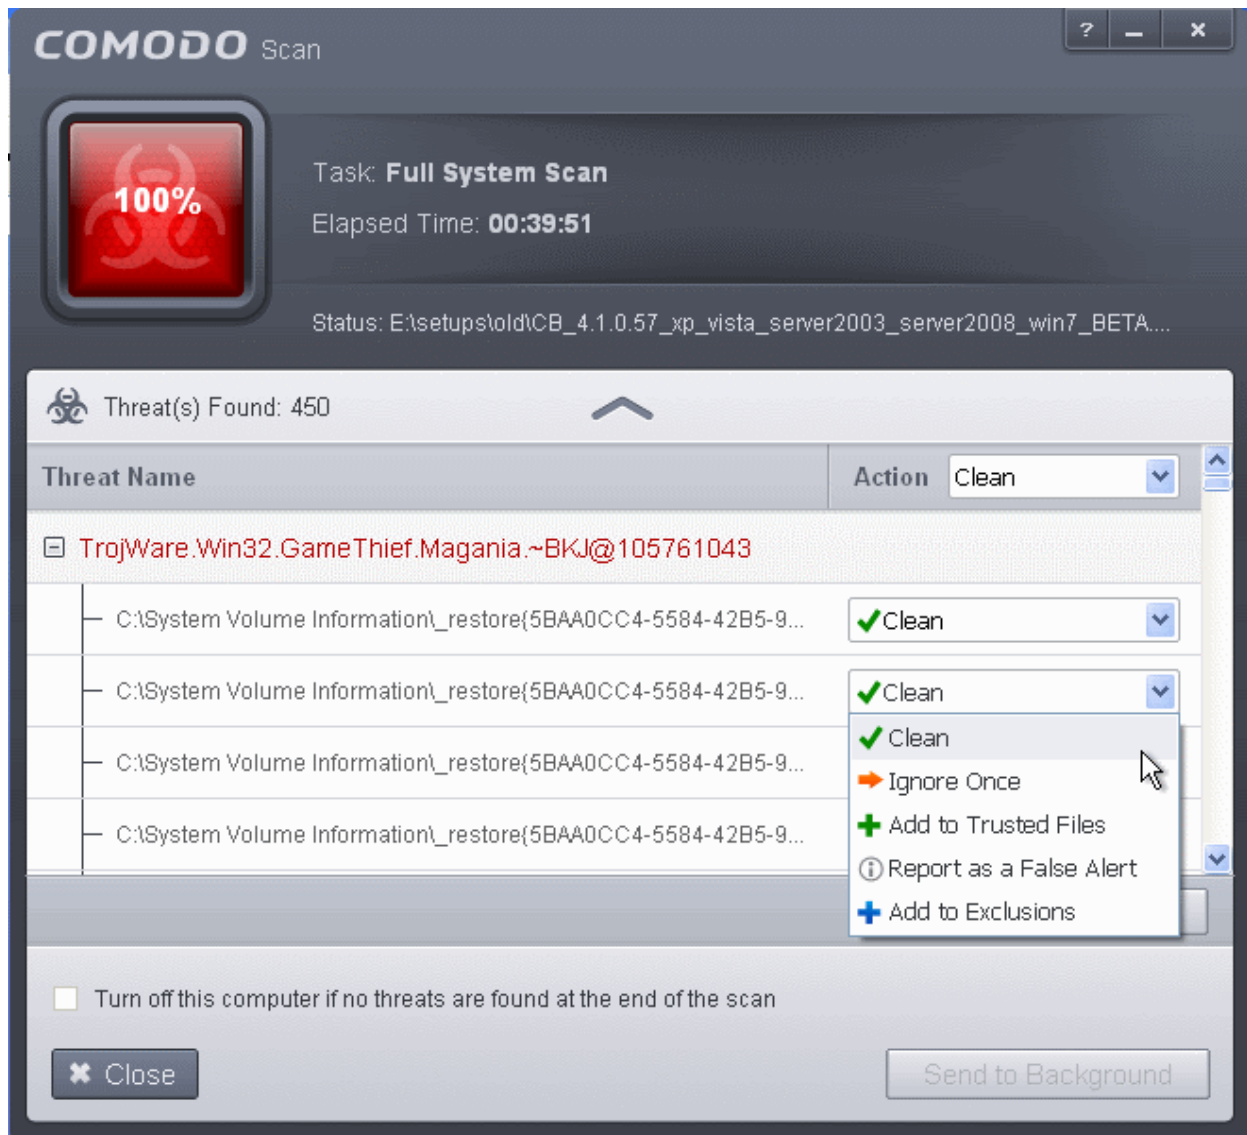 COMODO Scan
?
100%
Task: Full System Scan
Elapsed Time: 00:39:51
Status: E:\setups\old\CB_4.1.0.57_xp_vista_server2003_server2008_win7_BETA....
Threat(s) Found: 450
Threat Name
Action
Clean
TrojWare.Win32.GameThief.Magania.~BKJ@105761043
C:\System Volume Information\_restore{5BAA0CC4-5584-42B5-9...
Clean
C:\System Volume Information\_restore{5BAA0CC4-5584-42B5-9...
Clean
C:\System Volume Information\_restore{5BAA0CC4-5584-42B5-9...
C:\System Volume Information\_restore{5BAA0CC4-5584-42B5-9...
Clean
Ignore Once
Add to Trusted Files
Report as a False Alert
Add to Exclusions
Turn off this computer if no threats are found at the end of the scan
Close
Send to Background